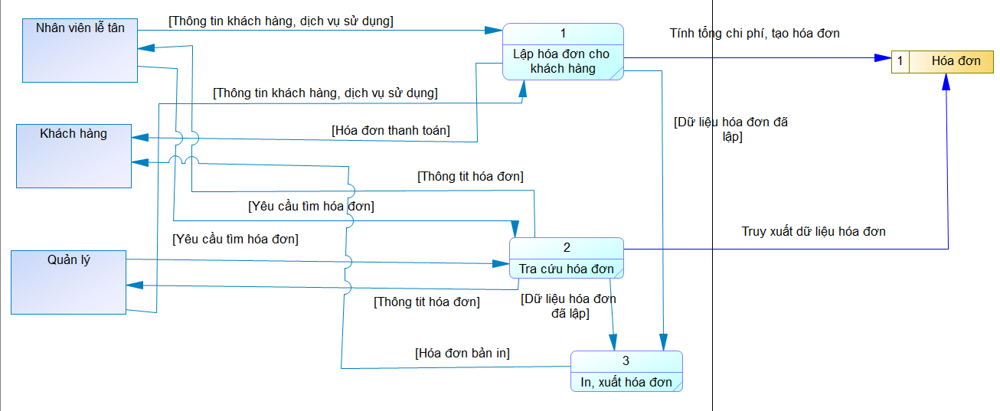 [Thông tin khách hàng, dịch vụ sử dụng]
Nhân viên lễ tân
1
Lập hóa đơn cho
khách hàng
Tính tổng chi phí, tạo hóa đơn
1 Hóa đơn
[Thông tin khách hàng, dịch vụ sử dụng]
[Dữ liệu hóa đơn đã
lập]
[Hóa đơn thanh toán]
Khách hàng
[Thông tit hóa đơn]
[Yêu cầu tìm hóa đơn]
Truy xuất dữ liệu hóa đơn
[Yêu cầu tìm hóa đơn]
Quản lý
2
Tra cứu hóa đơn
[Thông tit hóa đơn]
[Dữ liệu hóa đơn
đã lập]
[Hóa đơn bản in]
3
In, xuất hóa đơn